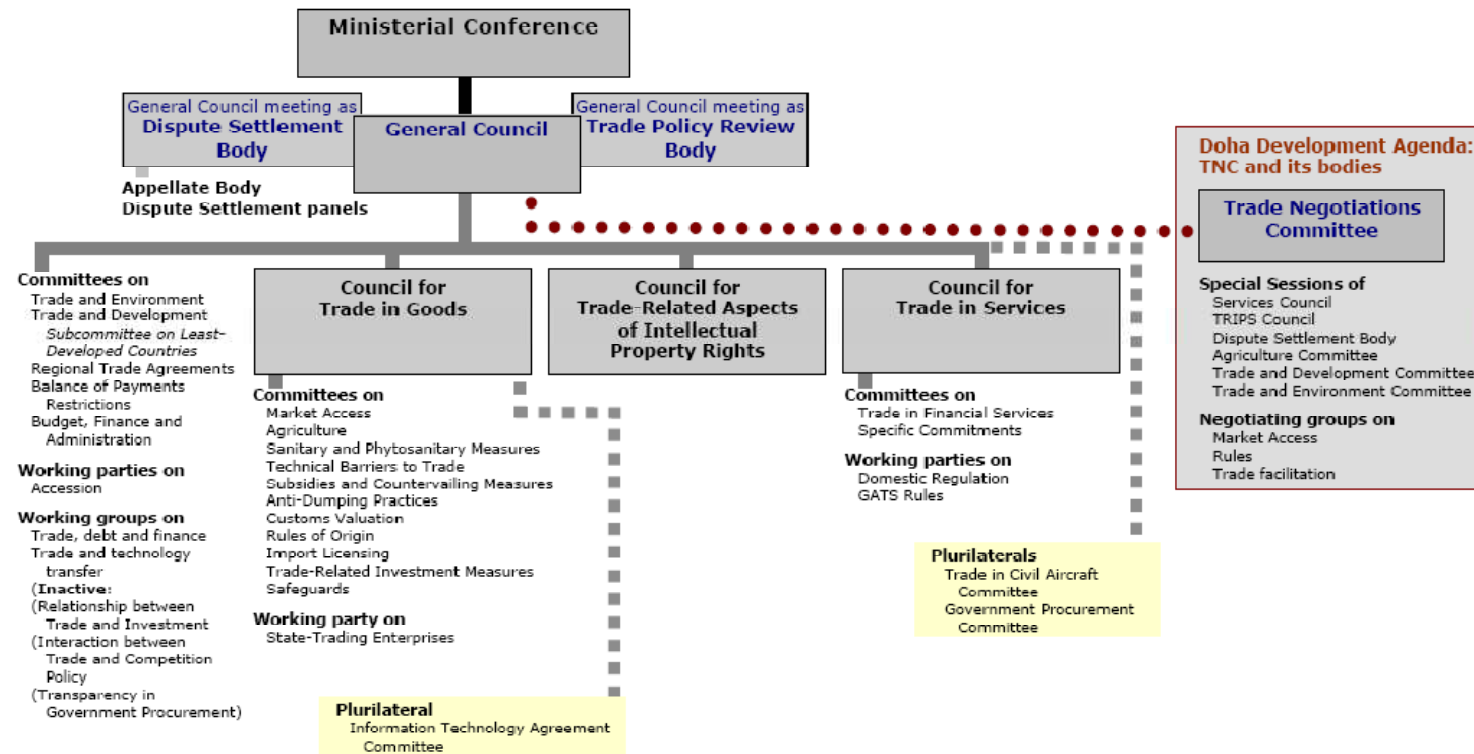 Ministerial Conference
General Council meeting as
Dispute Settlement
Body
General Council
General Council meeting as
Trade Policy Review
Body
Appellate Body
Dispute Settlement panels
Doha Development Agenda:
TNC and its bodies
Trade Negotiations
Committee
Special Sessions of
Services Council
TRIPS Council
Dispute Settlement Body
Agriculture Committee
Trade and Development Committee
Trade and Environment Committee
Negotiating groups on
Market Access
Rules
Trade facilitation
Committees on
Trade and Environment
Trade and Development
Subcommittee on Least-
Developed Countries
Regional Trade Agreements
Balance of Payments
Restrictions
Budget, Finance and
Administration
Working parties on
Accession
Working groups on
Trade, debt and finance
Trade and technology
transfer
(Inactive:
(Relationship between
Trade and Investment
(Interaction between
Trade and Competition
Policy
(Transparency in
Government Procurement)
Council for
Trade in Goods
Committees on
Market Access
Agriculture
Sanitary and Phytosanitary Measures
Technical Barriers to Trade
Subsidies and Countervailing Measures
Anti-Dumping Practices
Customs Valuation
Rules of Origin
Import Licensing
Trade-Related Investment Measures
Safeguards
Working party on
State-Trading Enterprises
Plurilateral
Information Technology Agreement
Committee
Council for
Trade-Related Aspects
of Intellectual
Property Rights
Council for
Trade in Services
Committees on
Trade in Financial Services
Specific Commitments
Working parties on
Domestic Regulation
GATS Rules
Plurilaterals
Trade in Civil Aircraft
Committee
Government Procurement
Committee